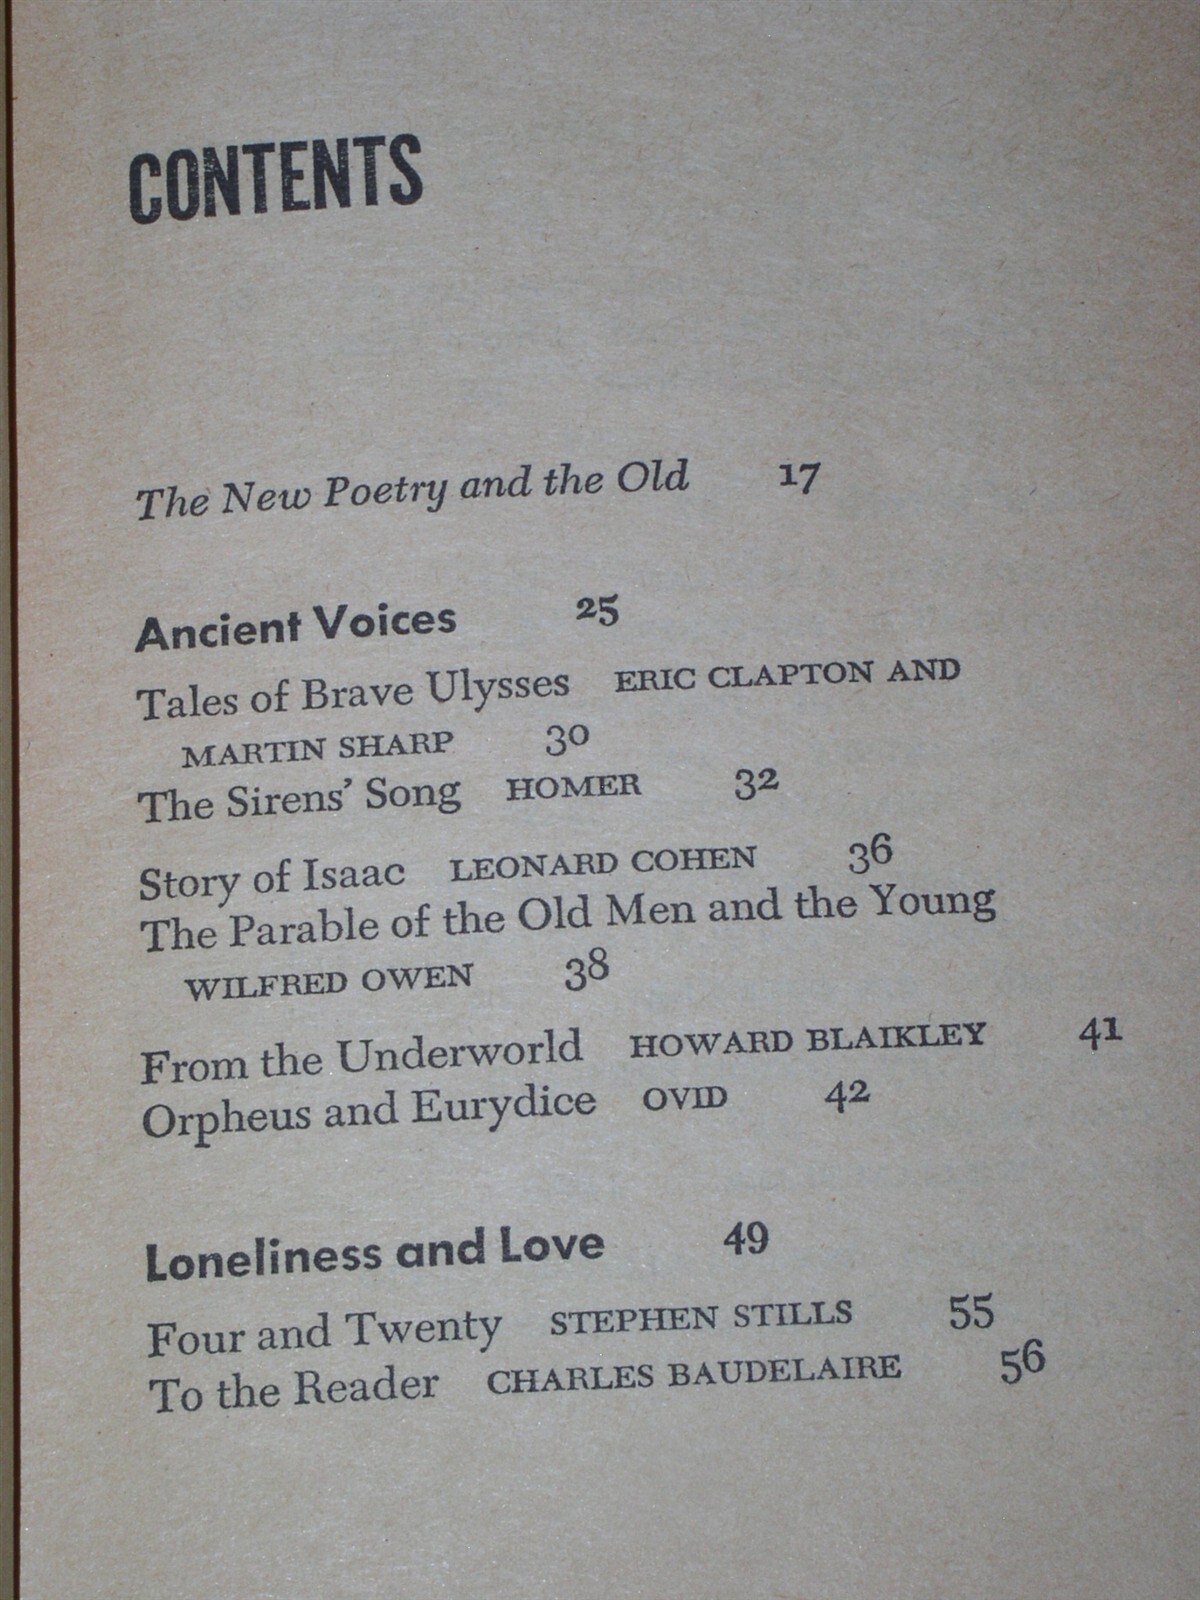 CONTENTS
The New Poetry and the Old 17
Ancient Voices 25
Tales of Brave Ulysses ERIC CLAPTON AND
MARTIN SHARP 30
The Sirens' Song HOMER 32
Story of Isaac LEONARD COHEN 36
The Parable of the Old Men and the Young
WILFRED OWEN 38
From the Underworld HOWARD BLAIKLEY 41
Orpheus and Eurydice OVID 42
Loneliness and Love 49
Four and Twenty STEPHEN STILLS 55
To the Reader CHARLES BAUDELAIRE 56